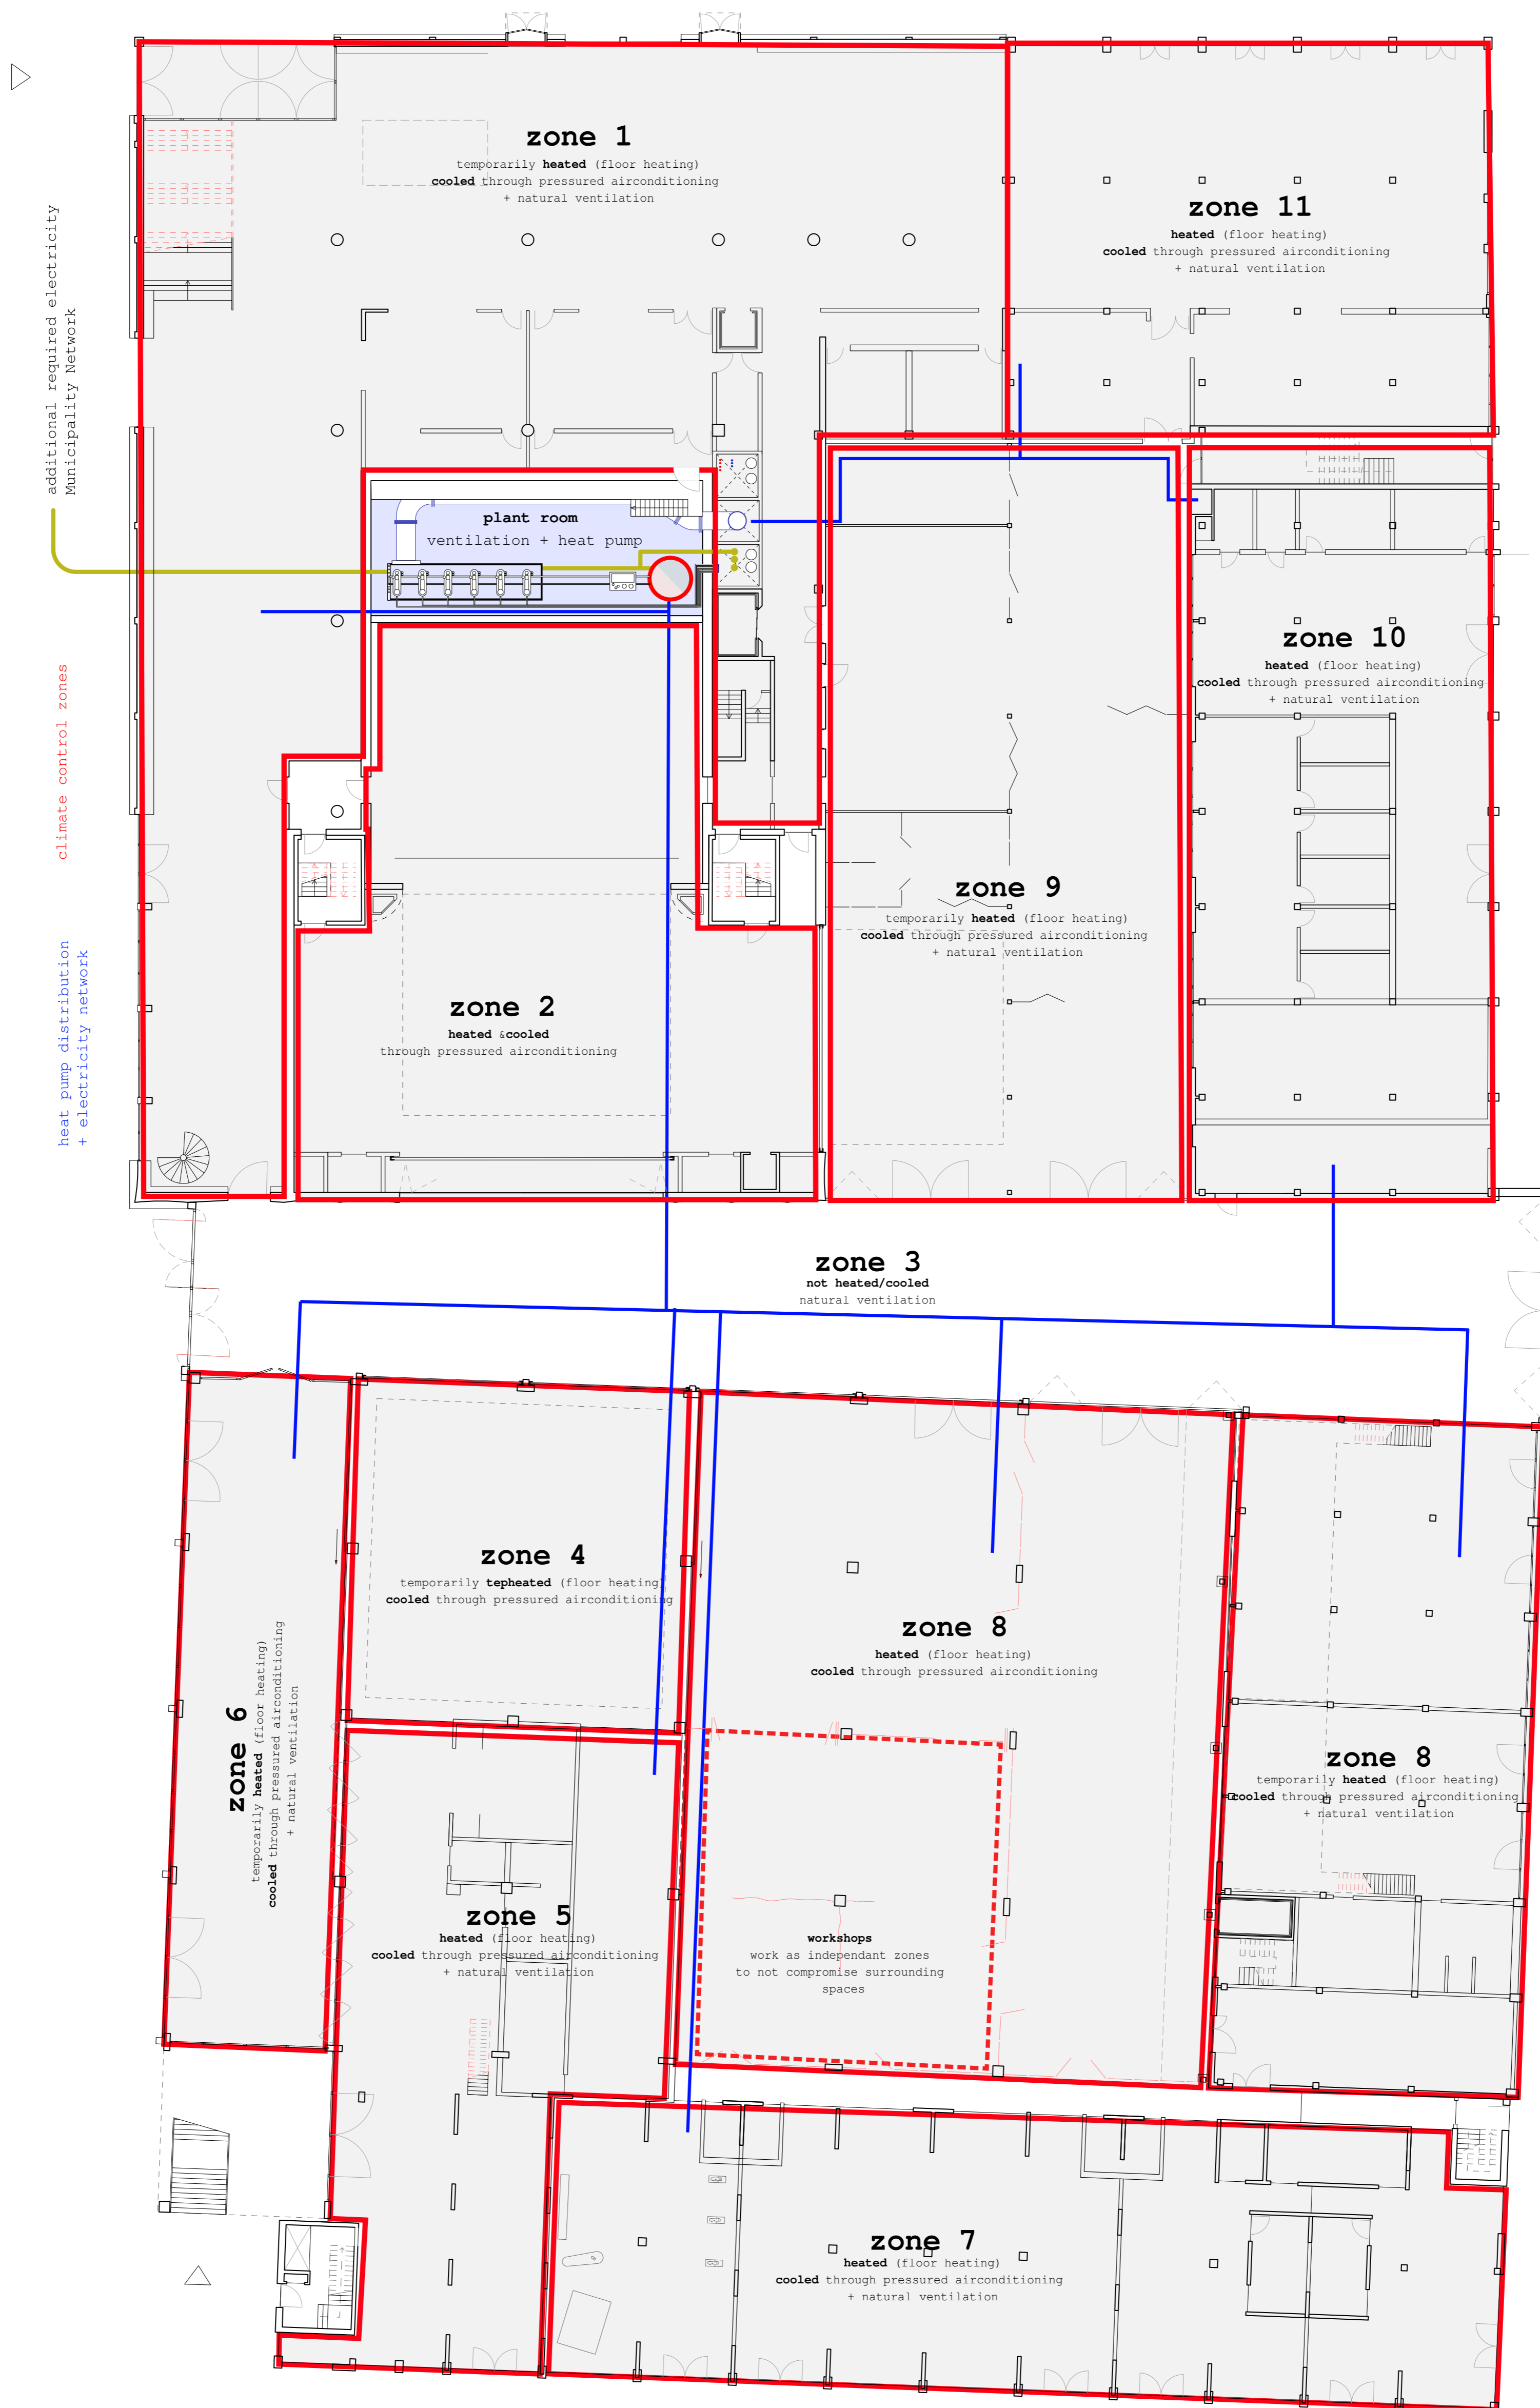 zone 1
temporarily heated (floor heating)
cooled through pressured airconditioning
+ natural ventilation
zone 11
heated (floor heating)
cooled through pressured airconditioning
+ natural ventilation
additional required electricity
Municipality Network
climate control zones
heat pump distribution
+ electricity network
plant room
ventilation + heat pump
zone 10
heated (floor heating)
cooled through pressured airconditioning
+ natural ventilation
zone 9
temporarily heated (floor heating)
cooled through pressured airconditioning
+ natural ventilation
zone 2
heated &cooled
through pressured airconditioning
zone 3
not heated/cooled
natural ventilation
zone 4
temporarily tepheated (floor heating)
cooled through pressured airconditioning
zone 8
heated (floor heating)
cooled through pressured airconditioning
zone 6
temporarily heated (floor heating)
cooled through pressured airconditioning
+ natural ventilation
zone 8
temporarily heated (floor heating)
cooled through pressured airconditioning
+ natural ventilation
zone 5
heated (floor heating)
cooled through pressured airconditioning
+ natural ventilation
workshops
work as independant zones
to not compromise surrounding
spaces
zone 7
heated (floor heating)
cooled through pressured airconditioning
+ natural ventilation